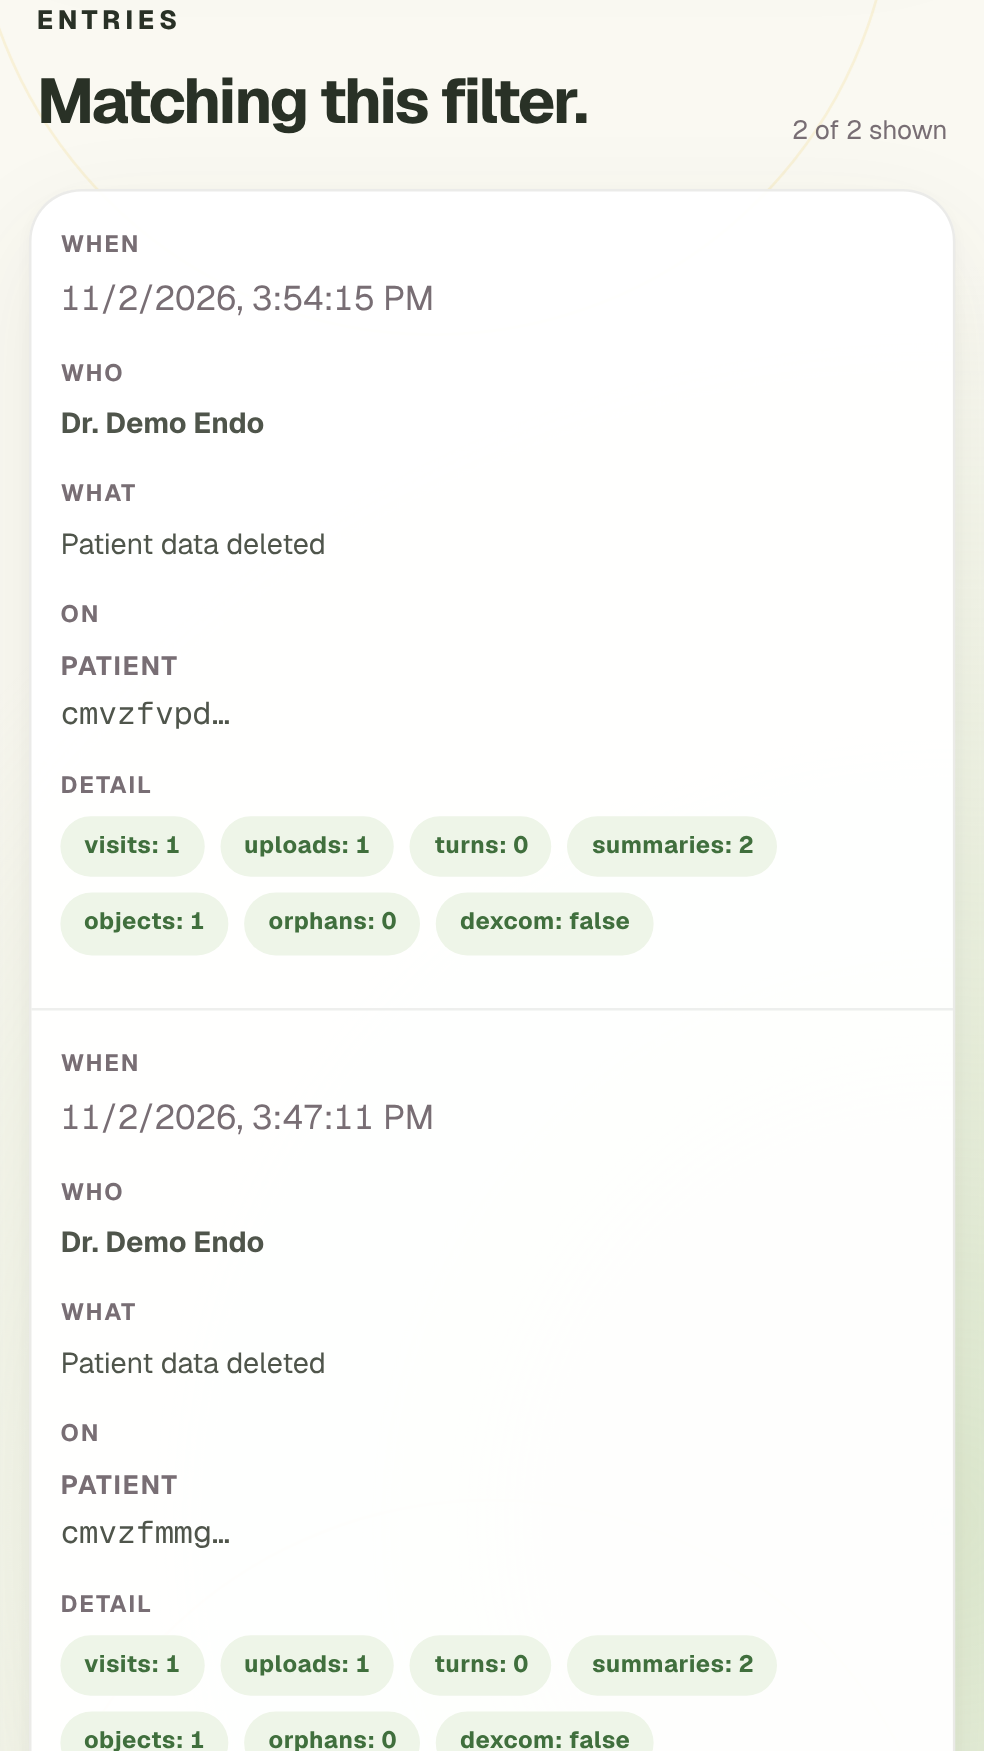 ENTRIES
Matching this filter.
2 of 2 shown
WHEN
11/2/2026, 3:54:15 PM
WHO
Dr. Demo Endo
WHAT
Patient data deleted
ON
PATIENT
cmvzfvpd…
DETAIL
visits: 1 uploads: 1 turns: 0 summaries: 2
objects: 1 orphans: 0 dexcom: false
WHEN
11/2/2026, 3:47:11 PM
WHO
Dr. Demo Endo
WHAT
Patient data deleted
ON
PATIENT
cmvzfmmg…
DETAIL
visits: 1 uploads: 1 turns: 0 summaries: 2
objects: 1 orphans: 0 dexcom: false